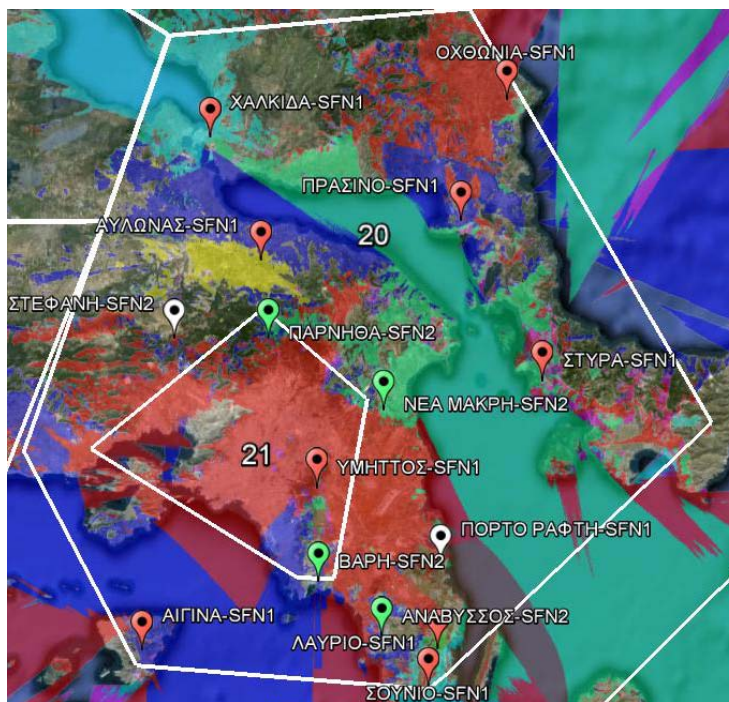 ΟΧΘΩΝΙΑ-SFN1
ΧΑΛΚΙΔΑ-SFN1
ΠΡΑΣΙΝΟ-SFN1
ΑΥΛΩΝΑΣ-SFN1
20
ΣΤΕΦΑΝΗ-SFN2
ΠΑΡΝΗΘΑ-SFN2
ΣΤΥΡΑ-SFN1
ΝΕΑ ΜΑΚΡΗ-SFN2
21
ΥΜΗΤΤΟΣ-SFN1
ΠΟΡΤΟ ΡΑΦΤΗ-SFN1
ΒΑΡΗ-SFN2
ΑΙΓΙΝΑ-SFN1
ΑΝΑΒΥΣΣΟΣ-SFN2
ΛΑΥΡΙΟ-SFN1
ΣΟΥΝΙΟ-SFN1